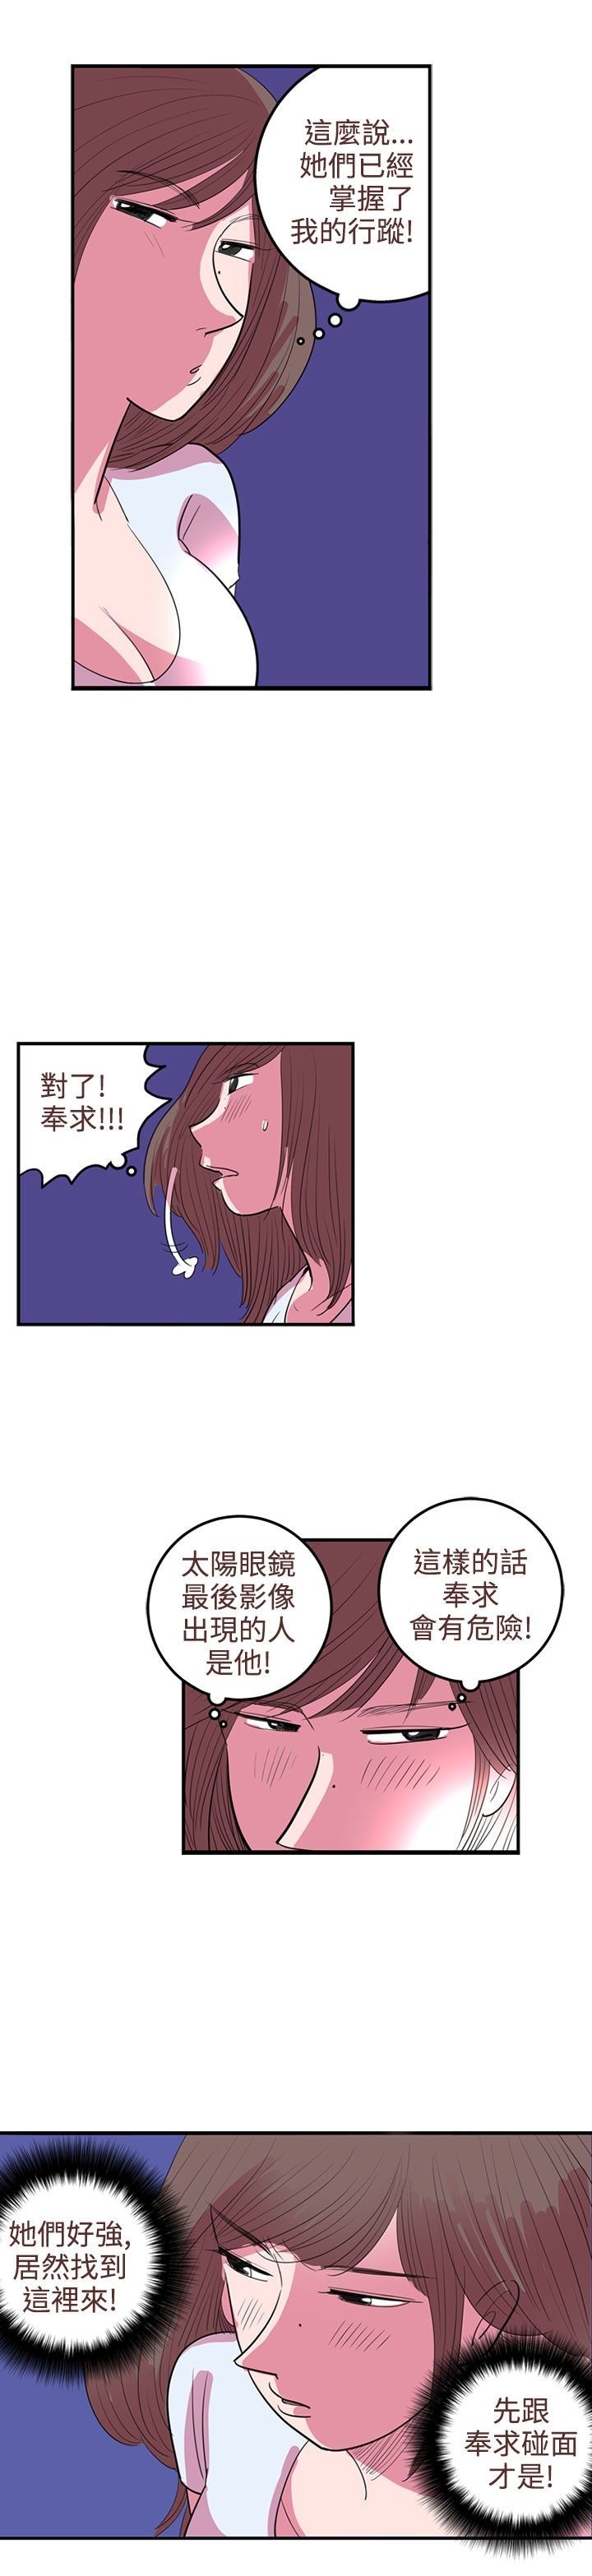 這麼說...
她們已經
掌握了
我的行蹤!
對了!
奉求!!!
太陽眼鏡
最後影像
出現的人
是他!
這樣的話
奉求
會有危險!
她們好強,
居然找到
這裡來!
先跟
奉求碰面
才是!